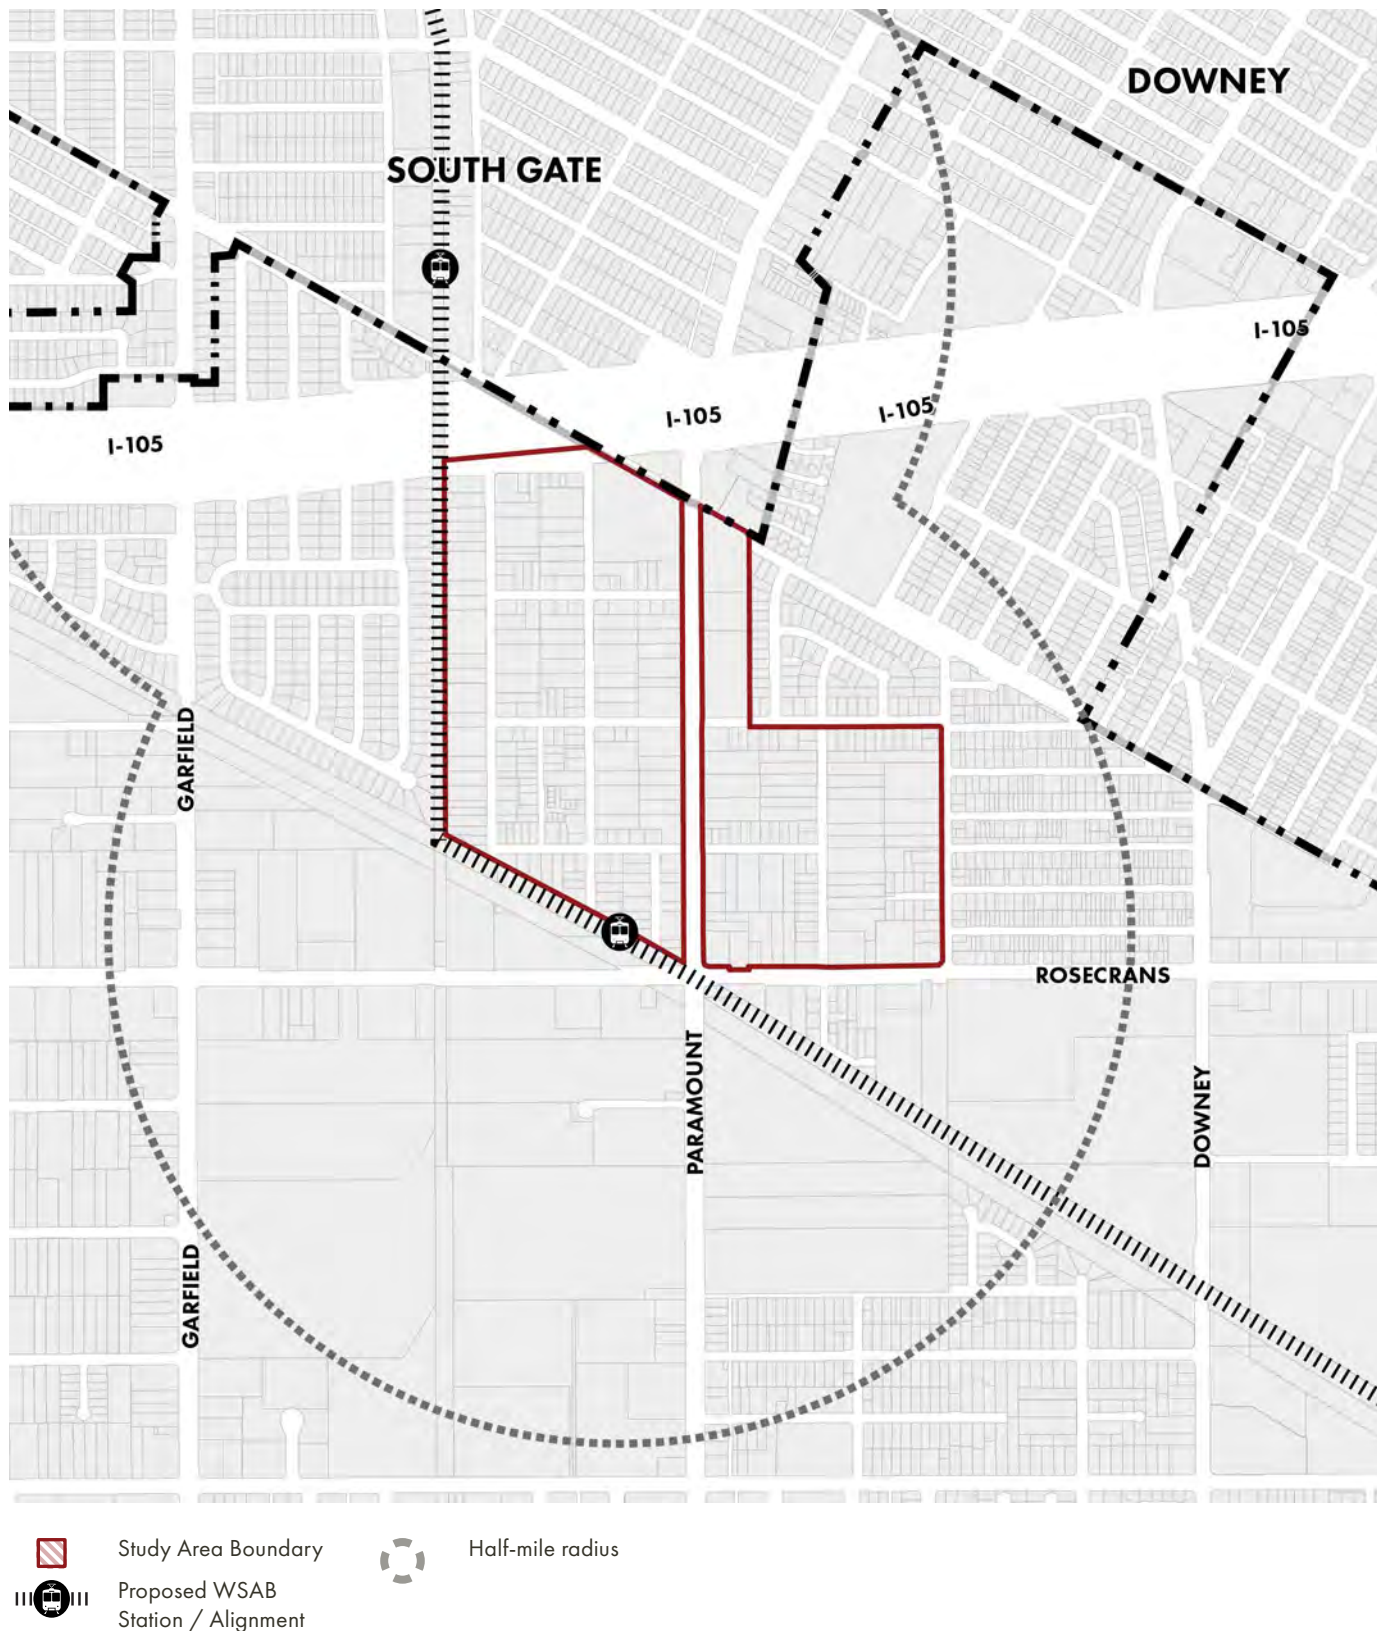 DOWNEY
SOUTH GATE
I-105
I-105
I-105
I-105
GARFIELD
ROSECRANS
PARAMOUNT
DOWNEY
GARFIELD
Study Area Boundary
Half-mile radius
Proposed WSAB
Station / Alignment